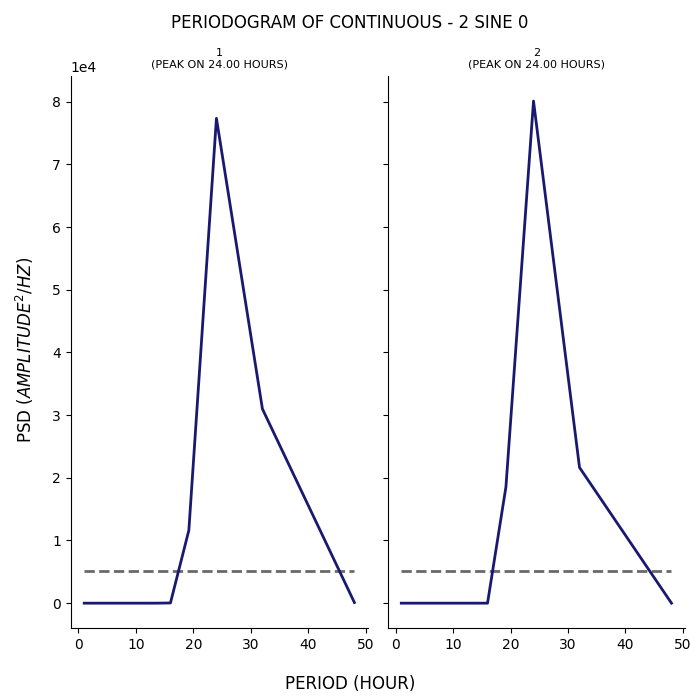 PERIODOGRAM OF CONTINUOUS - 2 SINE 0
1
(PEAK ON 24.00 HOURS)
2
(PEAK ON 24.00 HOURS)
1e4
8
7
6
5
4
3
2
1
0
PSD (AMPLITUDE²/HZ)
0 10 20 30 40 50
0 10 20 30 40 50
PERIOD (HOUR)